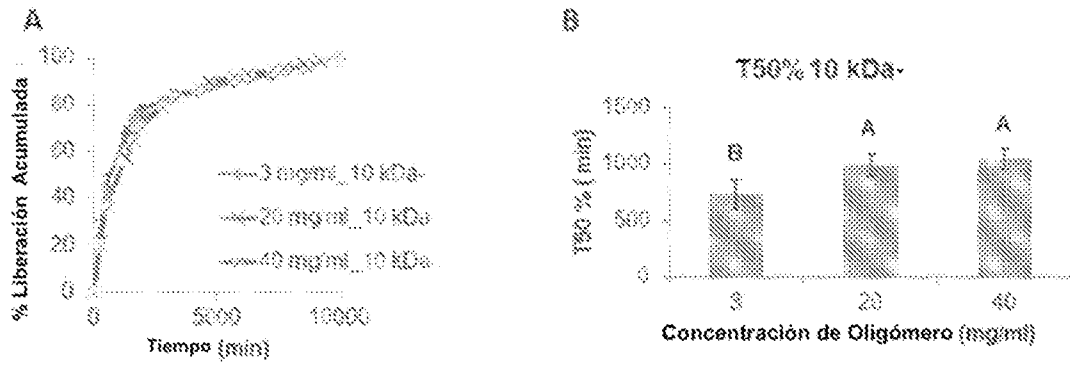 A
% Liberación Acumulada
100
80
60
40
20
0
0
5000
10000
Tiempo (min)
3 mg/ml_10 kDa-
20 mg/ml_10 kDa
40 mg/ml_10 kDa
B
T50% 10 kDa-
T50 % (min)
1500
1000
500
0
B
A
A
3
20
40
Concentración de Oligómero (mg/ml)